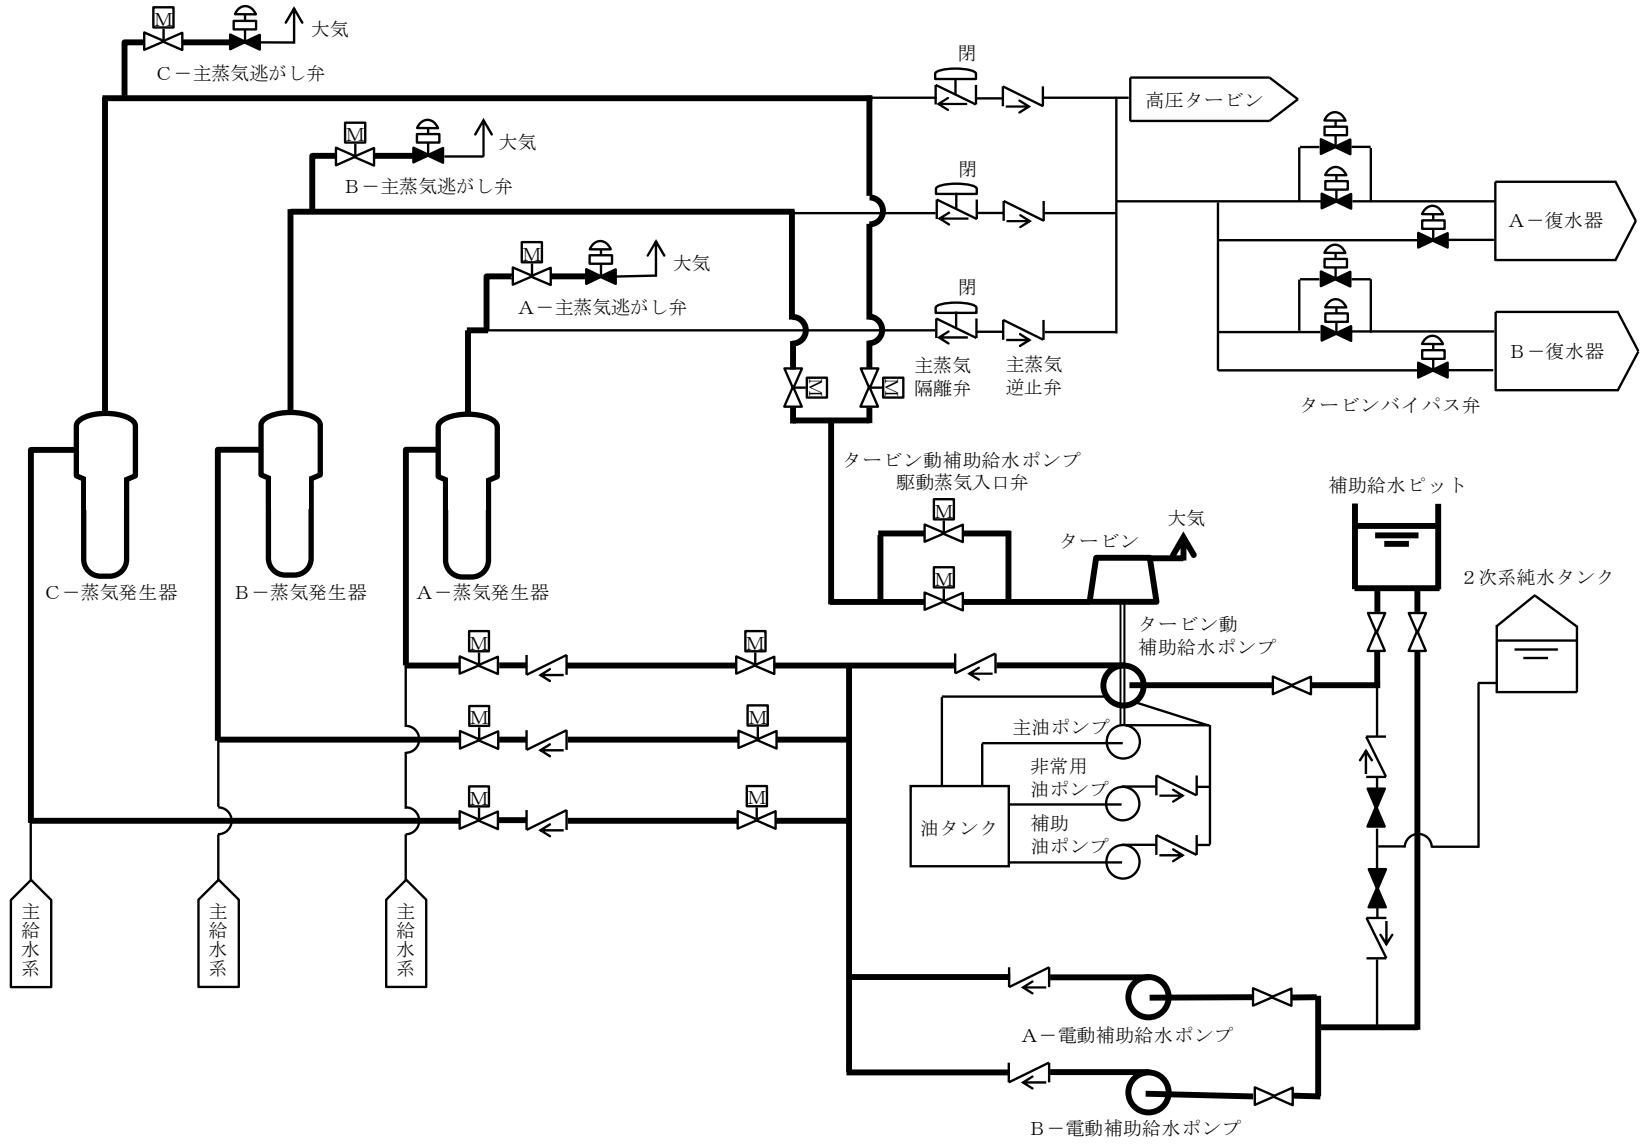 M
大気
C－主蒸気逃がし弁
M
大気
B－主蒸気逃がし弁
M
大気
A－主蒸気逃がし弁
閉
閉
閉
主蒸気
隔離弁
主蒸気
逆止弁
高圧タービン
A－復水器
B－復水器
タービンバイパス弁
M
M
タービン動補助給水ポンプ
駆動蒸気入口弁
M
M
タービン
大気
補助給水ピット
2次系純水タンク
C－蒸気発生器
B－蒸気発生器
A－蒸気発生器
タービン動
補助給水ポンプ
M
M
M
M
M
M
主油ポンプ
非常用
油ポンプ
補助
油ポンプ
油タンク
主給水系
主給水系
主給水系
A－電動補助給水ポンプ
B－電動補助給水ポンプ